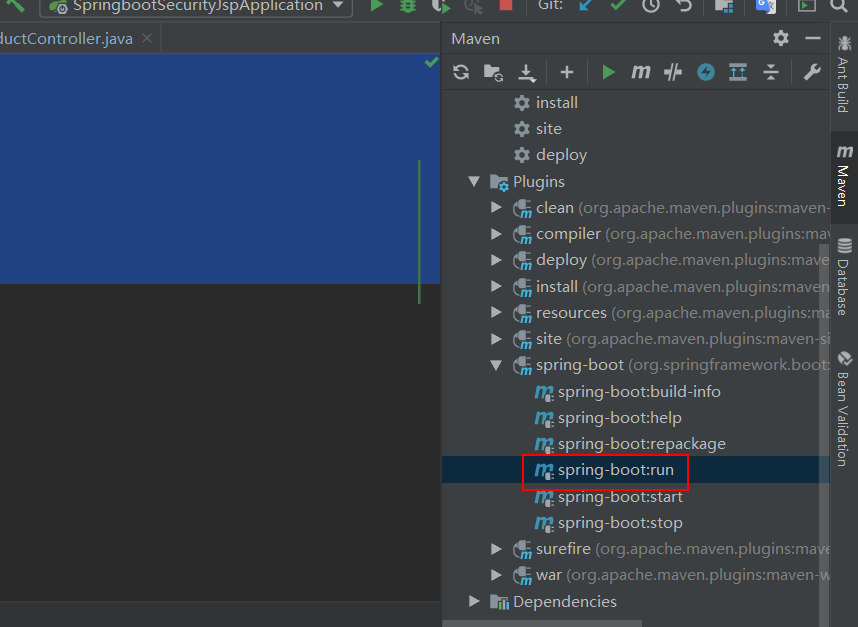 SpringbootSecurityJspApplication
Git:
ductController.java
Maven
install
site
deploy
Plugins
clean (org.apache.maven.plugins:maven-
compiler (org.apache.maven.plugins:mav
deploy (org.apache.maven.plugins:mave
install (org.apache.maven.plugins:maven
resources (org.apache.maven.plugins:ma
site (org.apache.maven.plugins:maven-si
spring-boot (org.springframework.boot:
spring-boot:build-info
spring-boot:help
spring-boot:repackage
spring-boot:run
spring-boot:start
spring-boot:stop
surefire (org.apache.maven.plugins:mave
war (org.apache.maven.plugins:maven-w
Dependencies
Ant Build
Maven
Database
Bean Validation